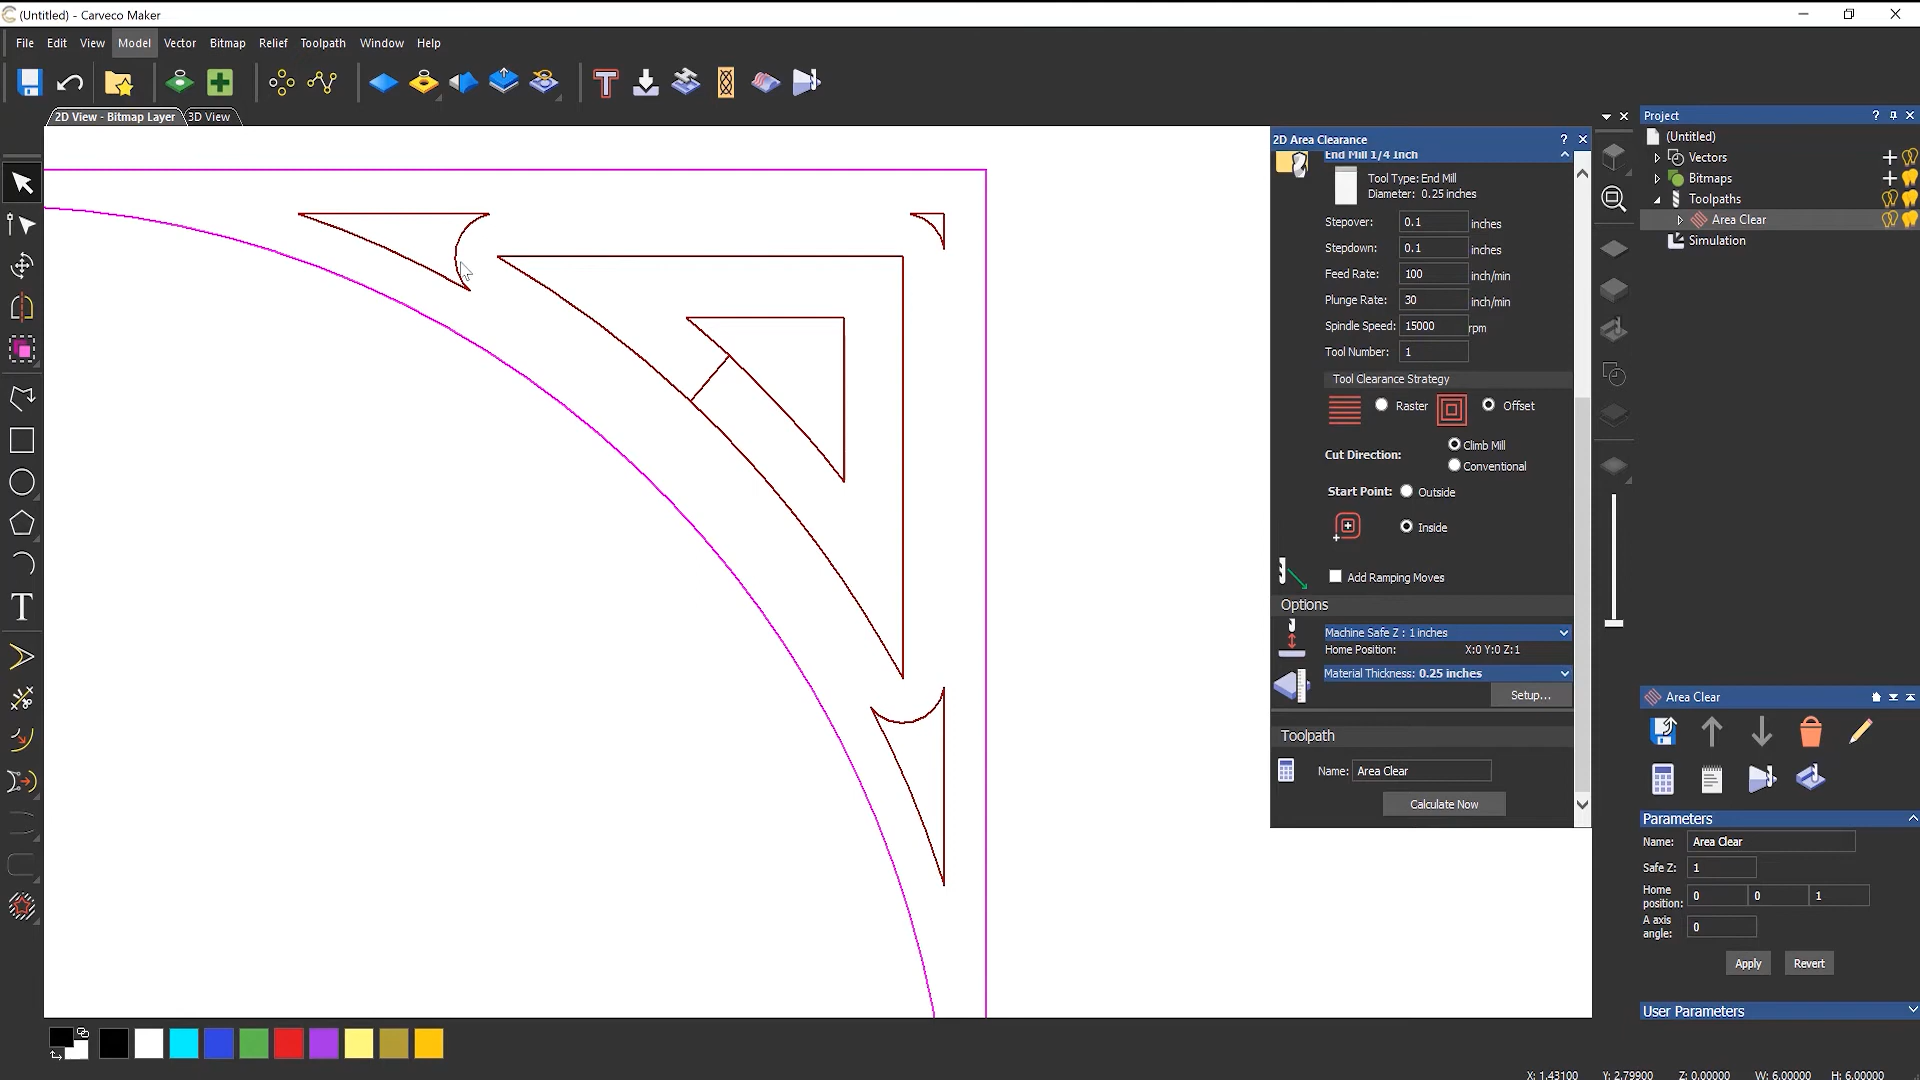 (Untitled) - Carveco Maker
File Edit View Model Vector Bitmap Relief Toolpath Window Help
2D View - Bitmap Layer 3D View
2D Area Clearance ?
End Mill 1/4 Inch
Tool Type: End Mill
Diameter: 0.25 inches
Stepover: 0.1 inches
Stepdown: 0.1 inches
Feed Rate: 100 inch/min
Plunge Rate: 30 inch/min
Spindle Speed: 15000 rpm
Tool Number: 1
Tool Clearance Strategy
Raster Offset
Cut Direction: Climb Mill
Conventional
Start Point: Outside
Inside
Add Ramping Moves
Options
Machine Safe Z : 1 inches
Home Position: X:0 Y:0 Z:1
Material Thickness: 0.25 inches
Setup...
Toolpath
Name: Area Clear
Calculate Now
Project ?
(Untitled)
Vectors
Bitmaps
Toolpaths
Area Clear
Simulation
Area Clear
Parameters
Name: Area Clear
Safe Z: 1
Home position: 0 0 1
A axis angle: 0
Apply Revert
User Parameters
X: 1.43100 Y: 2.79900 Z: 0.00000 W: 6.00000 H: 6.00000